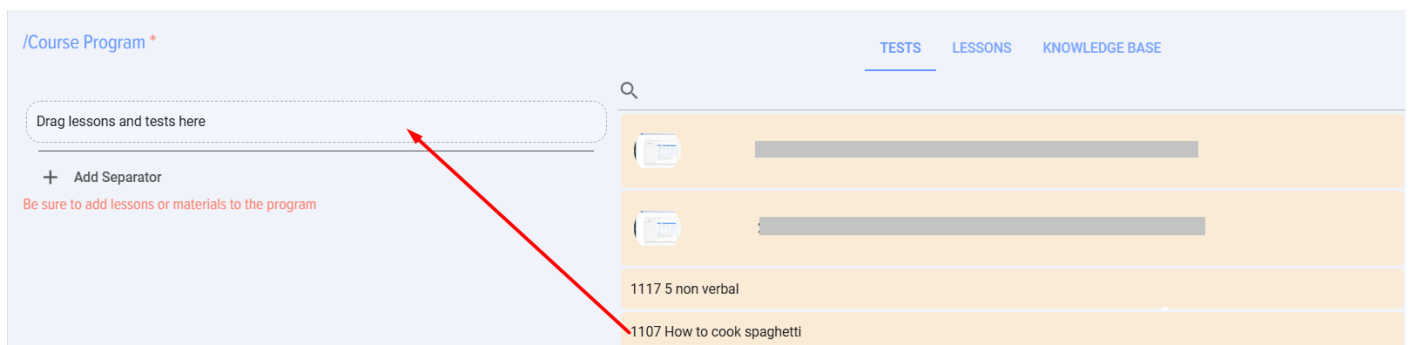 /Course Program *
TESTS LESSONS KNOWLEDGE BASE
Drag lessons and tests here
+ Add Separator
Be sure to add lessons or materials to the program
1117 5 non verbal
1107 How to cook spaghetti